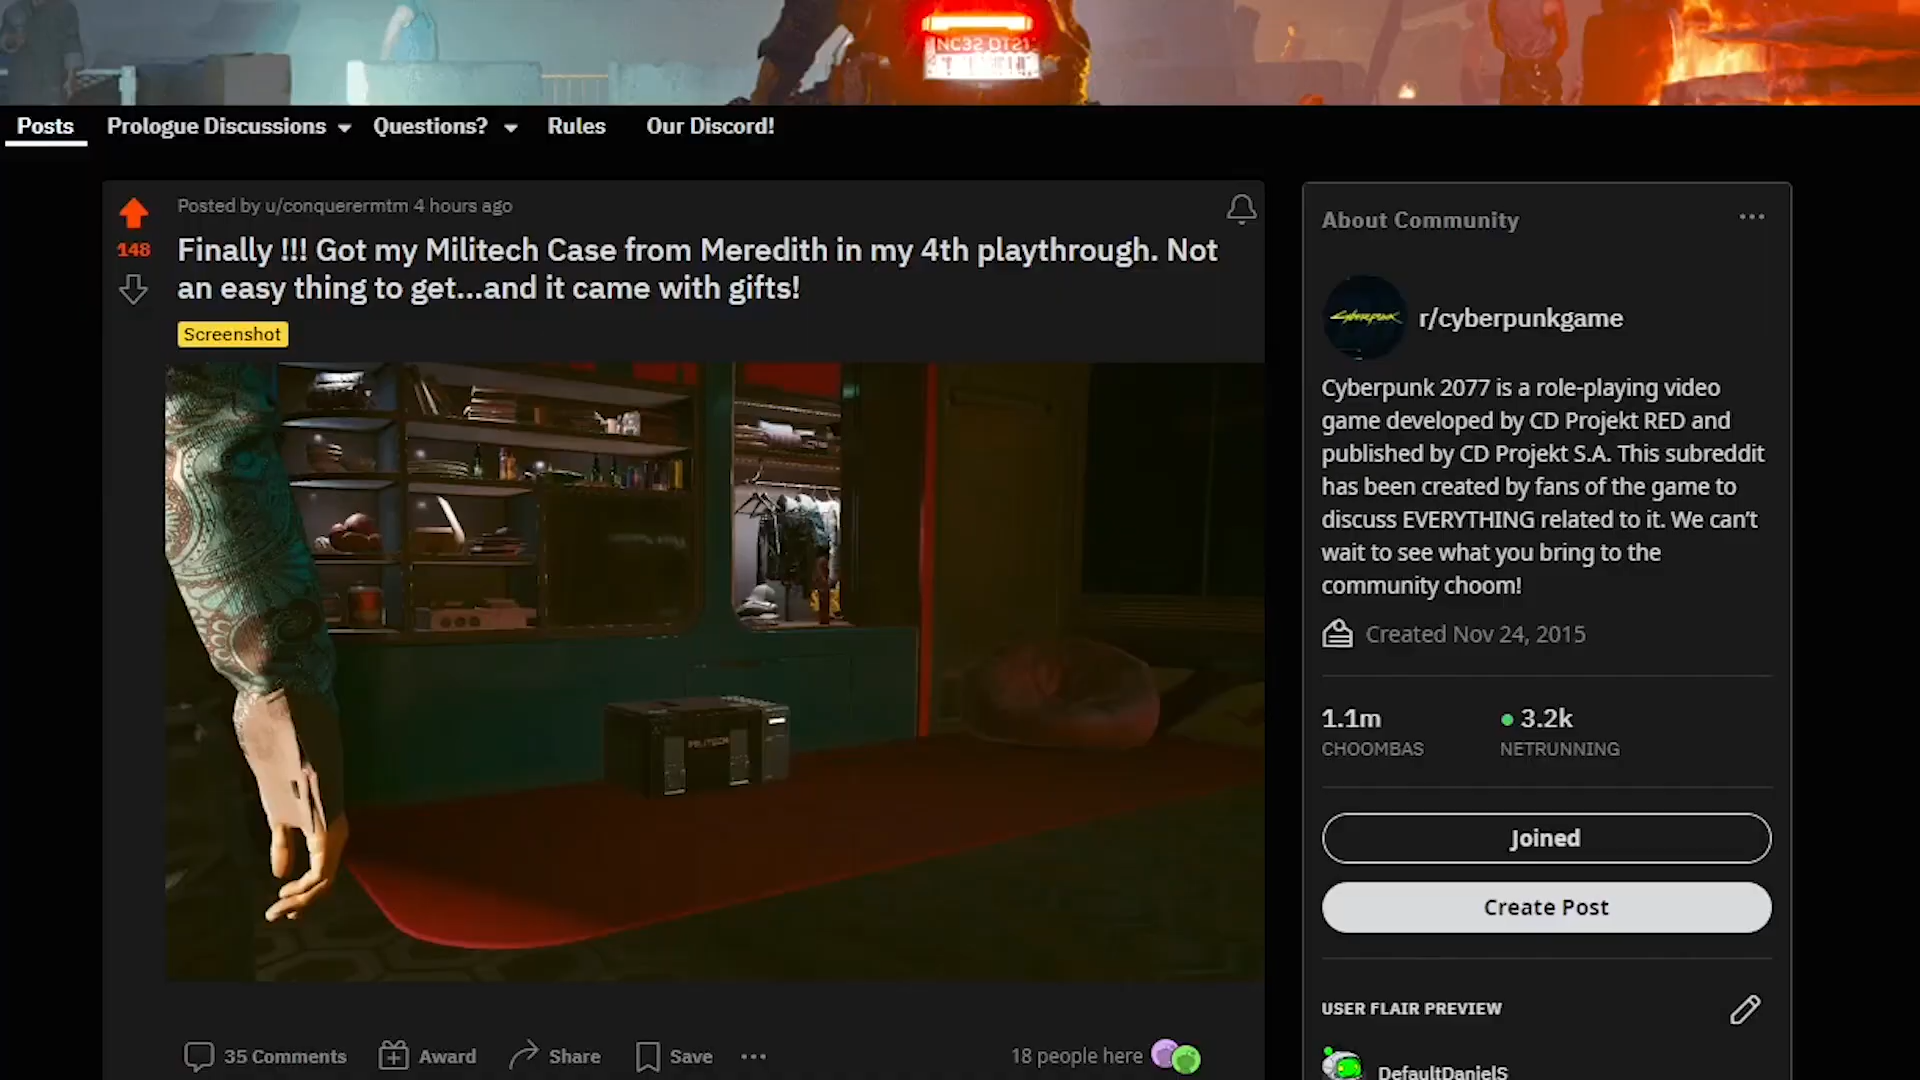 NC32 DT21
Posts
Prologue Discussions
Questions?
Rules
Our Discord!
148
Posted by u/conquerermtm 4 hours ago
Finally !!! Got my Militech Case from Meredith in my 4th playthrough. Not
an easy thing to get...and it came with gifts!
Screenshot
MILITECH
35 Comments
Award
Share
Save
18 people here
About Community
Cyberpunk
r/cyberpunkgame
Cyberpunk 2077 is a role-playing video
game developed by CD Projekt RED and
published by CD Projekt S.A. This subreddit
has been created by fans of the game to
discuss EVERYTHING related to it. We can't
wait to see what you bring to the
community choom!
Created Nov 24, 2015
1.1m
CHOOMBAS
3.2k
NETRUNNING
Joined
Create Post
USER FLAIR PREVIEW
DefaultDanielS